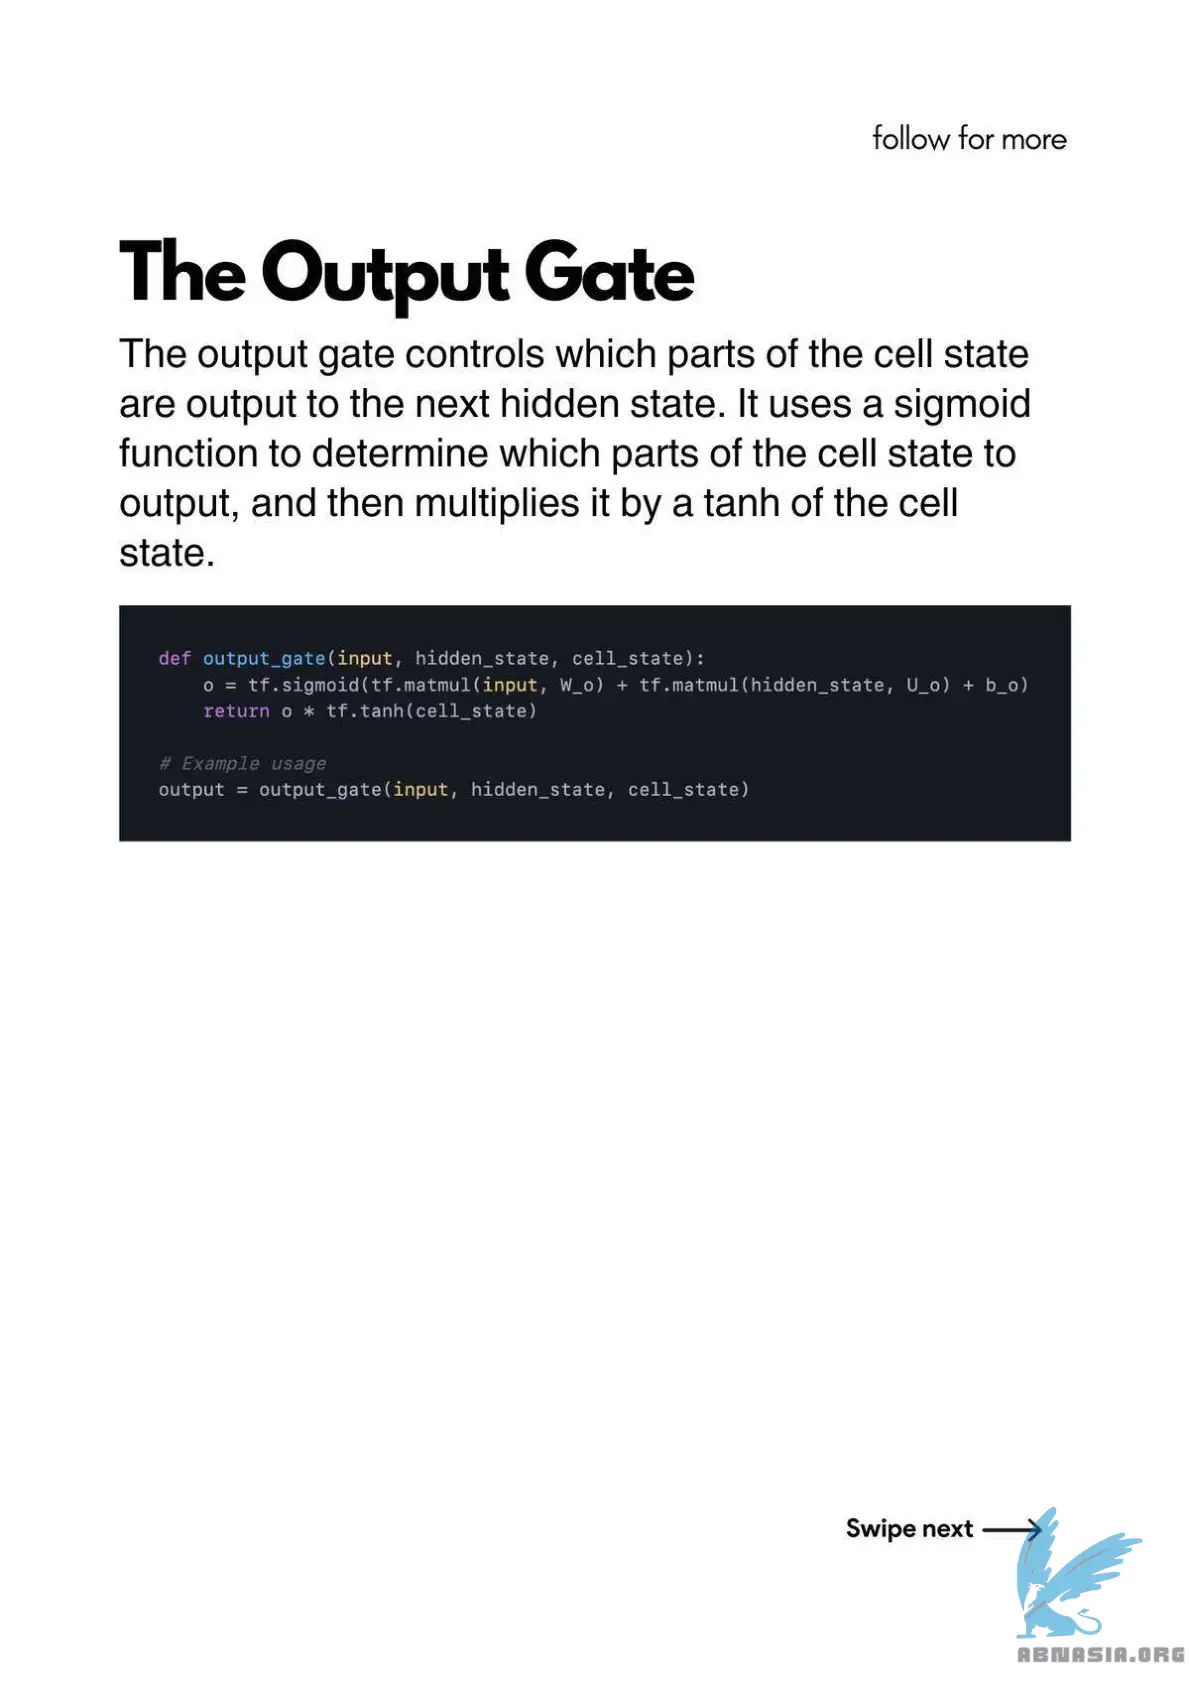 follow for more
The Output Gate
The output gate controls which parts of the cell state
are output to the next hidden state. It uses a sigmoid
function to determine which parts of the cell state to
output, and then multiplies it by a tanh of the cell
state.
def output_gate(input, hidden_state, cell_state):
    o = tf.sigmoid(tf.matmul(input, W_o) + tf.matmul(hidden_state, U_o) + b_o)
    return o * tf.tanh(cell_state)
# Example usage
output = output_gate(input, hidden_state, cell_state)
Swipe next
ABNASIA.ORG